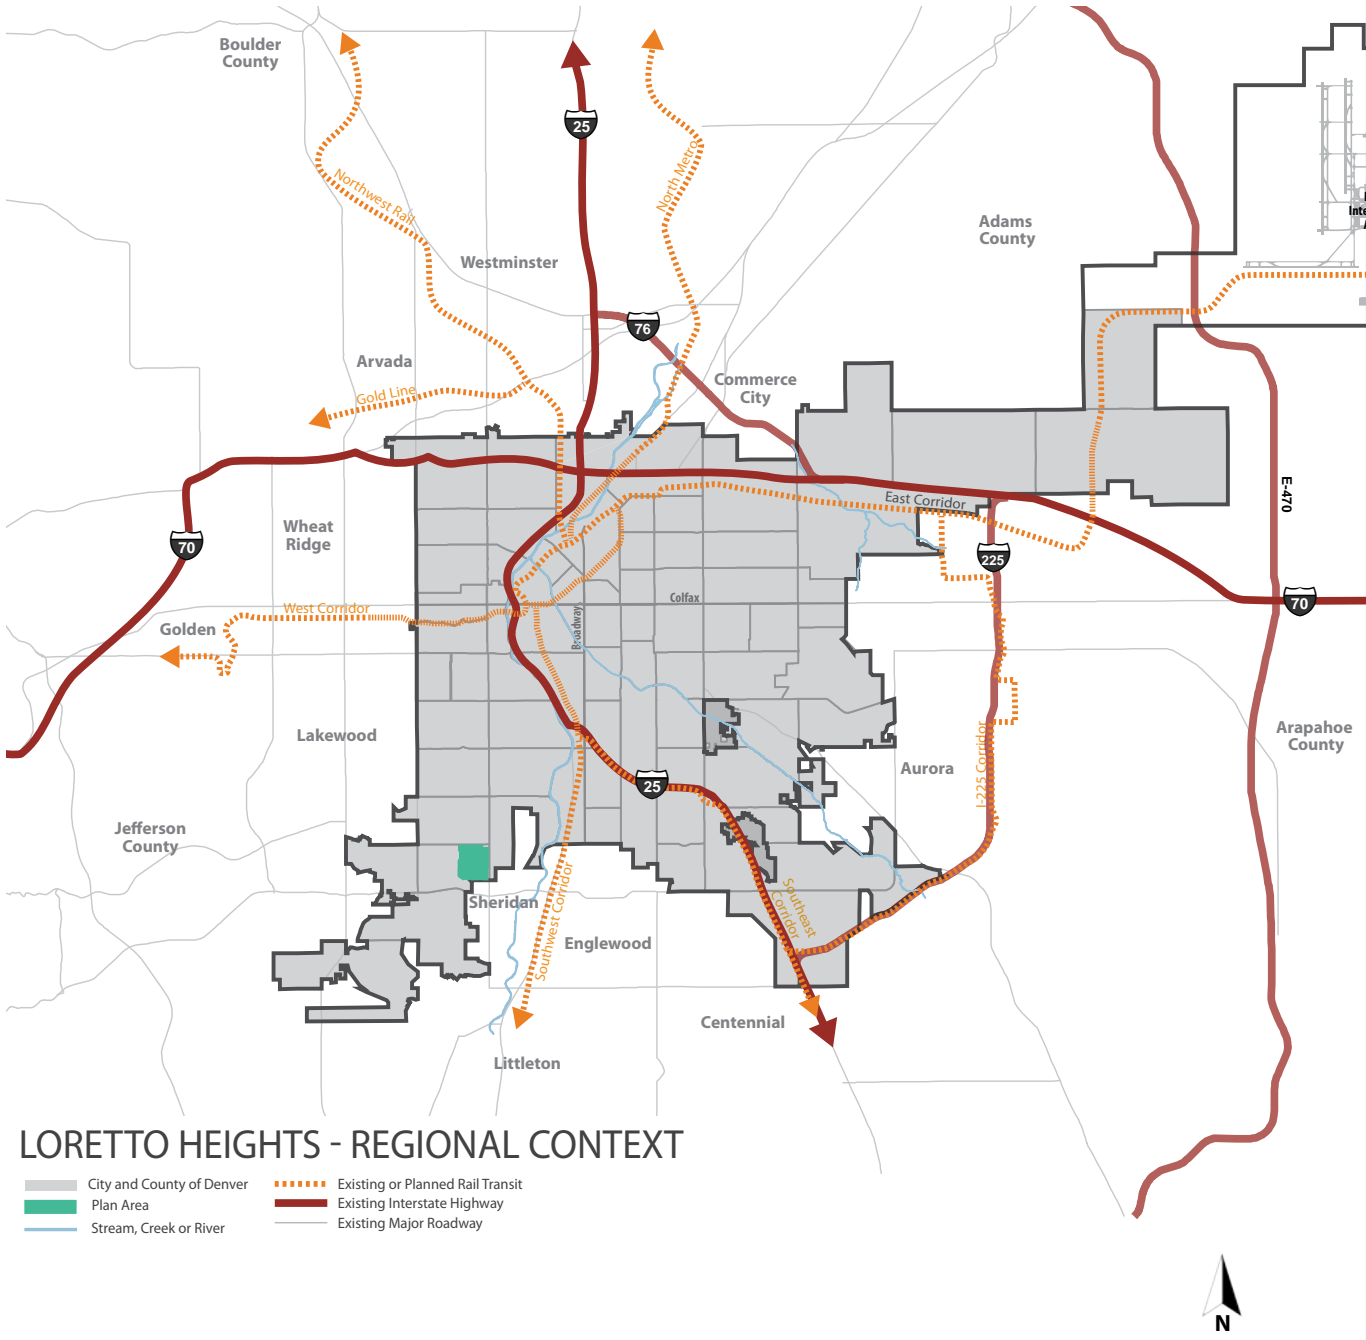 Boulder
County
25
Northwest Rail
North Metro
Adams
County
Inte
Westminster
76
Arvada
Gold Line
Commerce
City
East Corridor
E-470
Wheat
Ridge
70
225
Colfax
70
West Corridor
Broadway
Golden
Lakewood
Arapahoe
County
I-225 Corridor
Aurora
25
Jefferson
County
Sheridan
Southwest Corridor
Southeast
Corridor
Englewood
Centennial
Littleton
LORETTO HEIGHTS - REGIONAL CONTEXT
City and County of Denver
Plan Area
Stream, Creek or River
Existing or Planned Rail Transit
Existing Interstate Highway
Existing Major Roadway
N